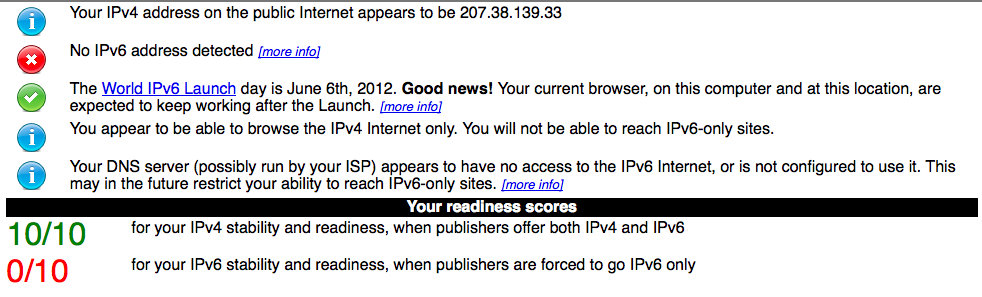 Your IPv4 address on the public Internet appears to be 207.38.139.33
No IPv6 address detected [more info]
The World IPv6 Launch day is June 6th, 2012. Good news! Your current browser, on this computer and at this location, are
expected to keep working after the Launch. [more info]
You appear to be able to browse the IPv4 Internet only. You will not be able to reach IPv6-only sites.
Your DNS server (possibly run by your ISP) appears to have no access to the IPv6 Internet, or is not configured to use it. This
may in the future restrict your ability to reach IPv6-only sites. [more info]
Your readiness scores
10/10 for your IPv4 stability and readiness, when publishers offer both IPv4 and IPv6
0/10 for your IPv6 stability and readiness, when publishers are forced to go IPv6 only